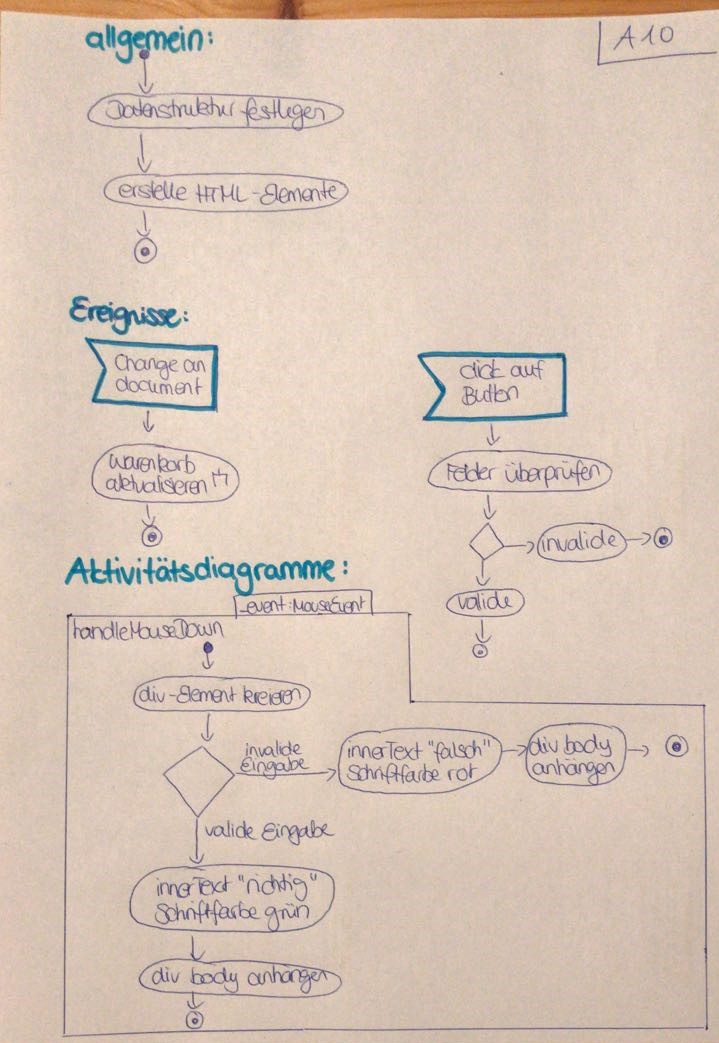 allgemein:
A10
Datenstruktur festlegen
erstelle HTML-Elemente
Ereignisse:
Change an
document
click auf
Button
Warenkorb
aktualisieren
Felder überprüfen
invalide
valide
Aktivitätsdiagramme:
_event: MouseEvent
handleMouseDown
div-Element kreieren
invalide
Eingabe
innerText "falsch"
Schriftfarbe rot
div body
anhängen
valide Eingabe
innerText "richtig"
Schriftfarbe grün
div body anhängen